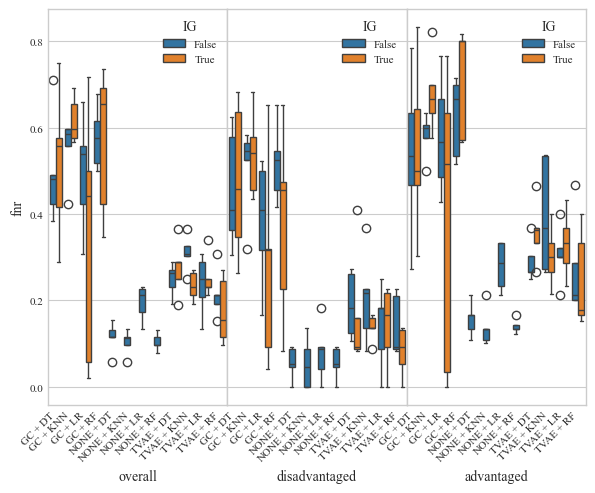 IG
False
True
IG
False
True
IG
False
True
fnr
0.8
0.6
0.4
0.2
0.0
GC + DT
GC + KNN
GC + LR
GC + RF
NONE + DT
NONE + KNN
NONE + LR
NONE + RF
TVAE + DT
TVAE + KNN
TVAE + LR
TVAE + RF
GC + DT
GC + KNN
GC + LR
GC + RF
NONE + DT
NONE + KNN
NONE + LR
NONE + RF
TVAE + DT
TVAE + KNN
TVAE + LR
TVAE + RF
GC + DT
GC + KNN
GC + LR
GC + RF
NONE + DT
NONE + KNN
NONE + LR
NONE + RF
TVAE + DT
TVAE + KNN
TVAE + LR
TVAE + RF
overall
disadvantaged
advantaged